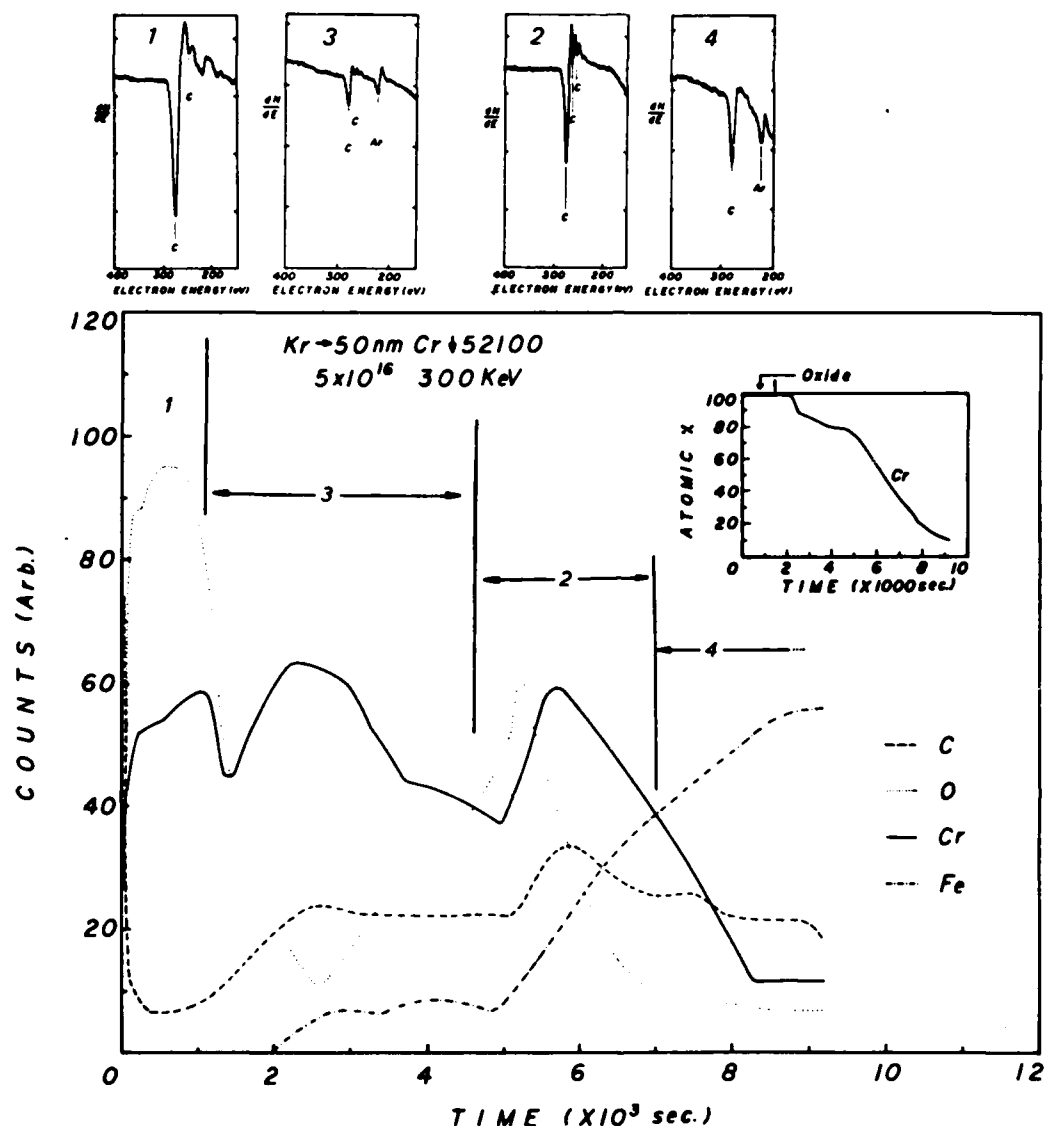 1
3
2
4
dN/dE
C
C
dN/dE
C
C
Ar
dN/dE
C
C
dN/dE
C
Ar
400 300 200
400 300 200
400 300 200
400 300 200
ELECTRON ENERGY (eV)
ELECTRON ENERGY (eV)
ELECTRON ENERGY (eV)
ELECTRON ENERGY (eV)
120
100
80
60
40
20
COUNTS (Arb.)
Kr → 50 nm Cr ↓ 52100
5x10¹⁶ 300 KeV
1
3
2
4
Oxide
100
80
60
40
20
ATOMIC %
Cr
0 2 4 6 8 10
TIME (X1000 sec.)
C
O
Cr
Fe
0 2 4 6 8 10 12
TIME (X10³ sec.)